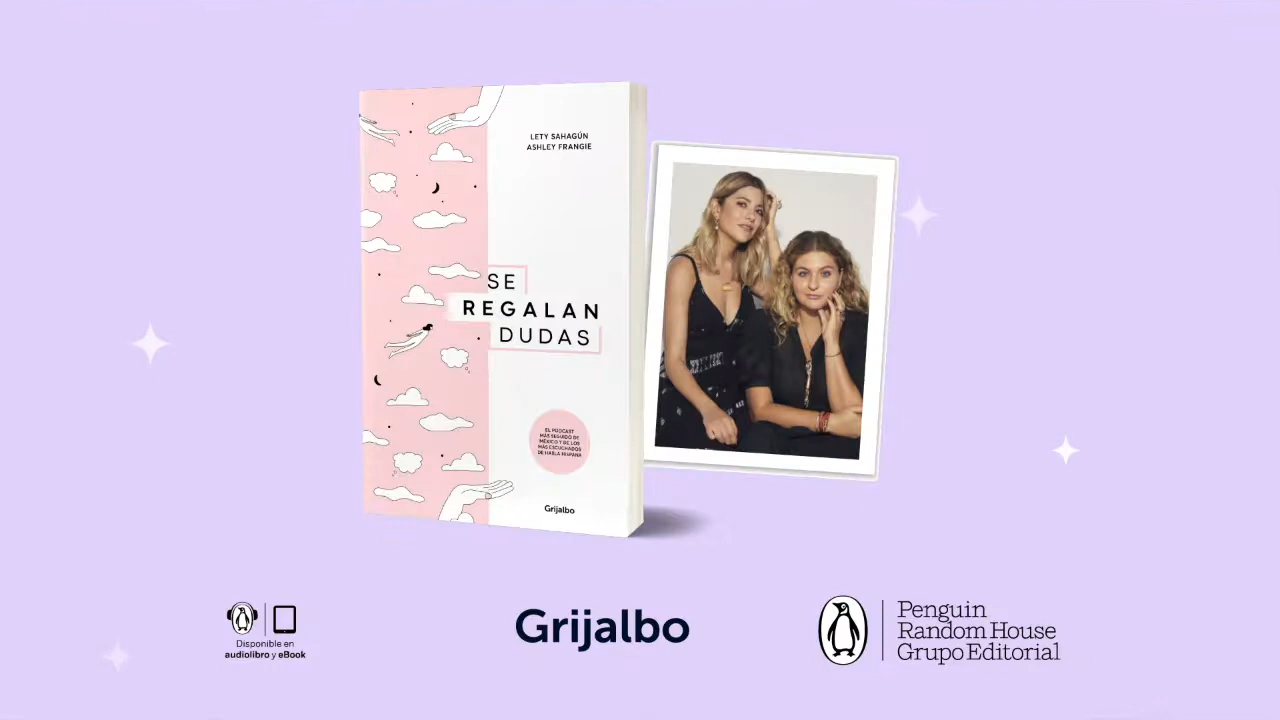 LETY SAHAGÚN
ASHLEY FRANGIE
SE
REGALAN
DUDAS
EL PODCAST
MÁS SEGUIDO DE
MÉXICO Y DE LOS
MÁS ESCUCHADOS
DE HABLA HISPANA
Grijalbo
Disponible en
audiolibro y eBook
Grijalbo
Penguin
Random House
Grupo Editorial